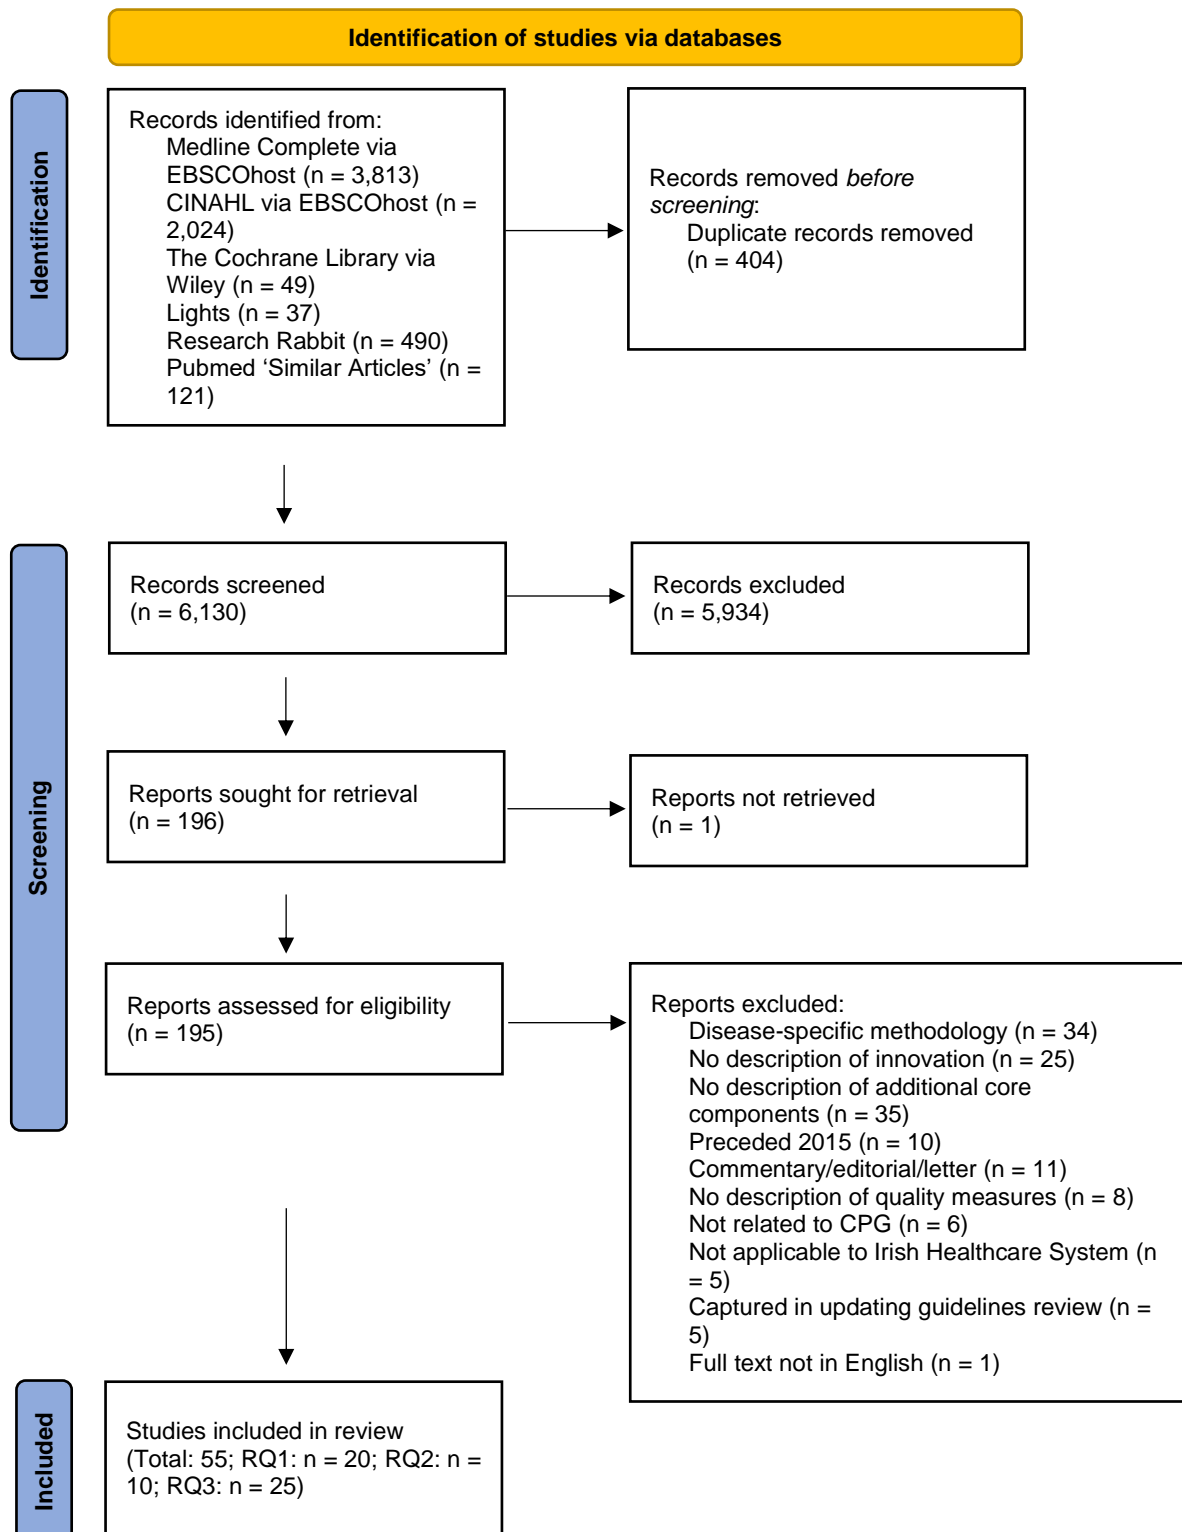 Identification of studies via databases
Identification
Records identified from:
Medline Complete via
EBSCOhost (n = 3,813)
CINAHL via EBSCOhost (n =
2,024)
The Cochrane Library via
Wiley (n = 49)
Lights (n = 37)
Research Rabbit (n = 490)
Pubmed ‘Similar Articles’ (n =
121)
Records removed before
screening:
Duplicate records removed
(n = 404)
Screening
Records screened
(n = 6,130)
Records excluded
(n = 5,934)
Reports sought for retrieval
(n = 196)
Reports not retrieved
(n = 1)
Reports assessed for eligibility
(n = 195)
Reports excluded:
Disease-specific methodology (n = 34)
No description of innovation (n = 25)
No description of additional core
components (n = 35)
Preceded 2015 (n = 10)
Commentary/editorial/letter (n = 11)
No description of quality measures (n = 8)
Not related to CPG (n = 6)
Not applicable to Irish Healthcare System (n
= 5)
Captured in updating guidelines review (n =
5)
Full text not in English (n = 1)
Included
Studies included in review
(Total: 55; RQ1: n = 20; RQ2: n =
10; RQ3: n = 25)